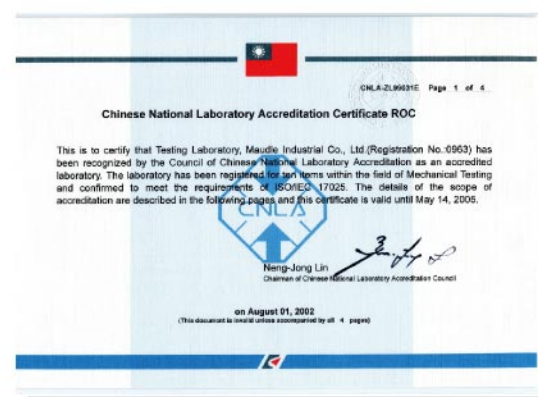 CNLA-ZL99031E Page 1 of 4
Chinese National Laboratory Accreditation Certificate ROC
This is to certify that Testing Laboratory, Maudle Industrial Co., Ltd.(Registration No.:0963) has
been recognized by the Council of Chinese National Laboratory Accreditation as an accredited
laboratory. The laboratory has been registered for ten items within the field of Mechanical Testing
and confirmed to meet the requirements of ISO/IEC 17025. The details of the scope of
accreditation are described in the following pages and this certificate is valid until May 14, 2005.
CNLA
Neng-Jong Lin
Chairman of Chinese National Laboratory Accreditation Council
on August 01, 2002
(This document is invalid unless accompanied by all 4 pages)